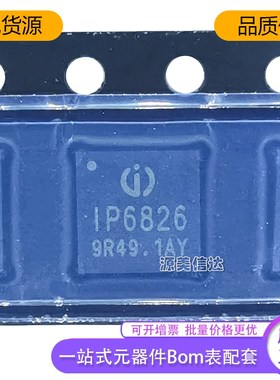 货源
品质
IP6826
9R49.1AY
源美信达
可开增票 批量价格更优
一站式元器件Bom表配套